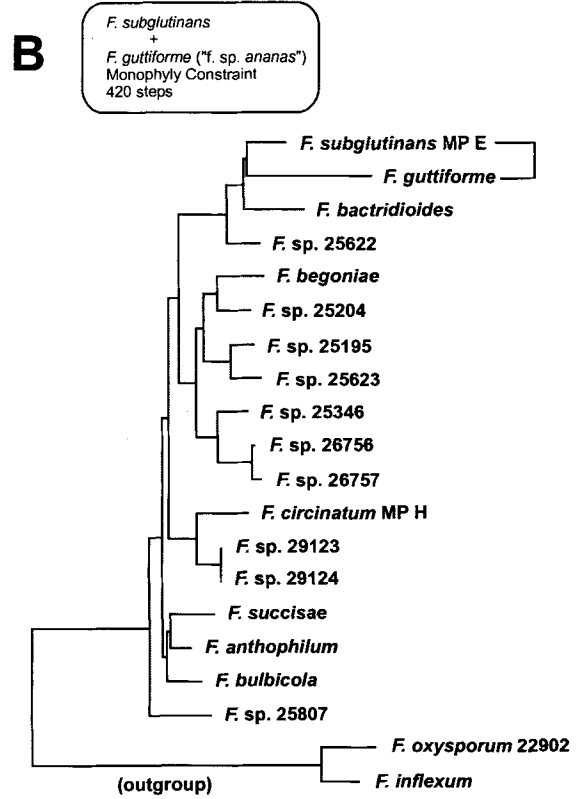 B
F. subglutinans
+
F. guttiforme ("f. sp. ananas")
Monophyly Constraint
420 steps
F. subglutinans MP E
F. guttiforme
F. bactridioides
F. sp. 25622
F. begoniae
F. sp. 25204
F. sp. 25195
F. sp. 25623
F. sp. 25346
F. sp. 26756
F. sp. 26757
F. circinatum MP H
F. sp. 29123
F. sp. 29124
F. succisae
F. anthophilum
F. bulbicola
F. sp. 25807
F. oxysporum 22902
F. inflexum
(outgroup)